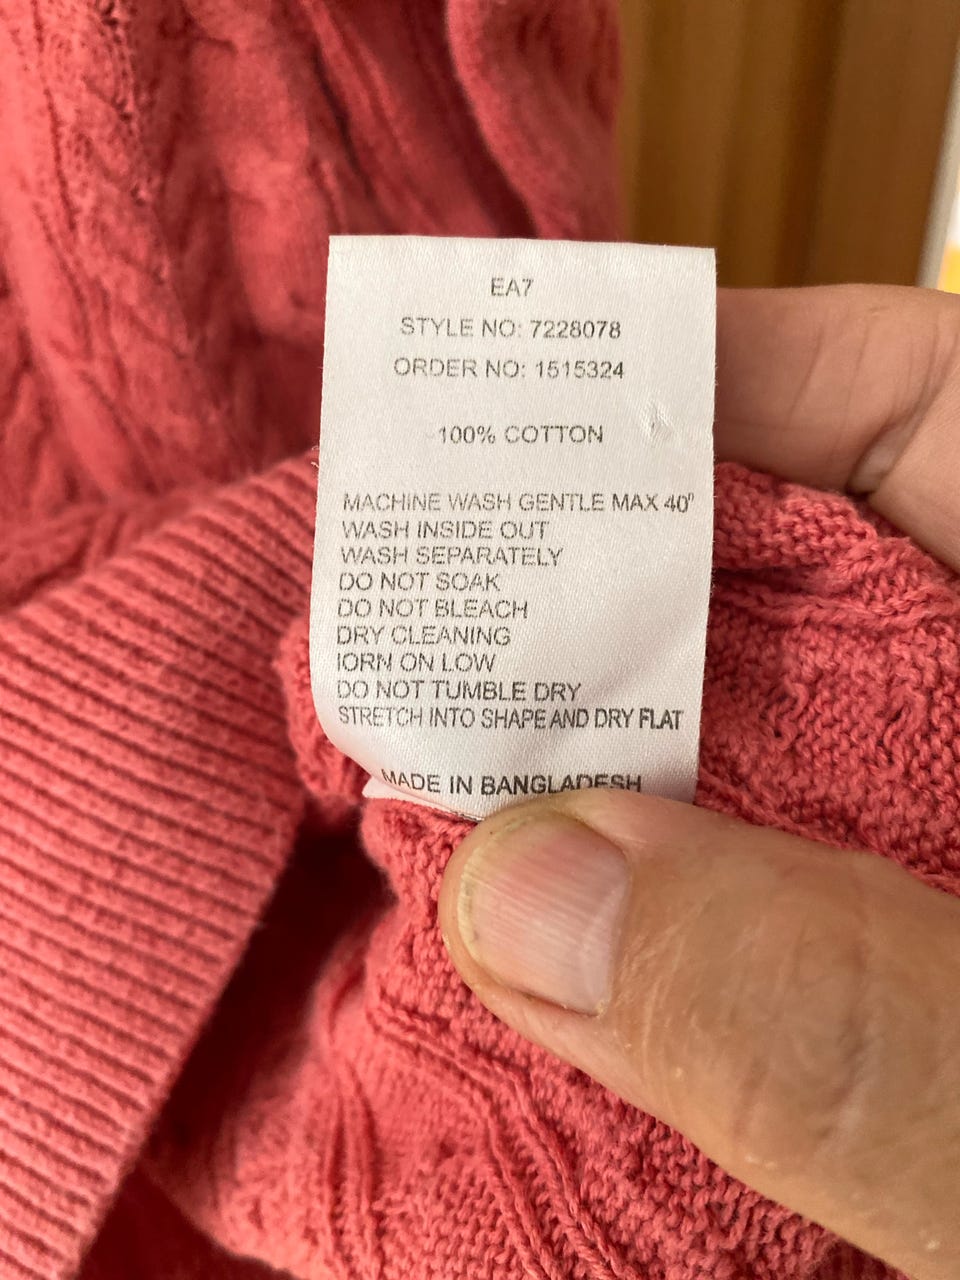 EA7
STYLE NO: 7228078
ORDER NO: 1515324
100% COTTON
MACHINE WASH GENTLE MAX 40°
WASH INSIDE OUT
WASH SEPARATELY
DO NOT SOAK
DO NOT BLEACH
DRY CLEANING
IORN ON LOW
DO NOT TUMBLE DRY
STRETCH INTO SHAPE AND DRY FLAT
MADE IN BANGLADESH